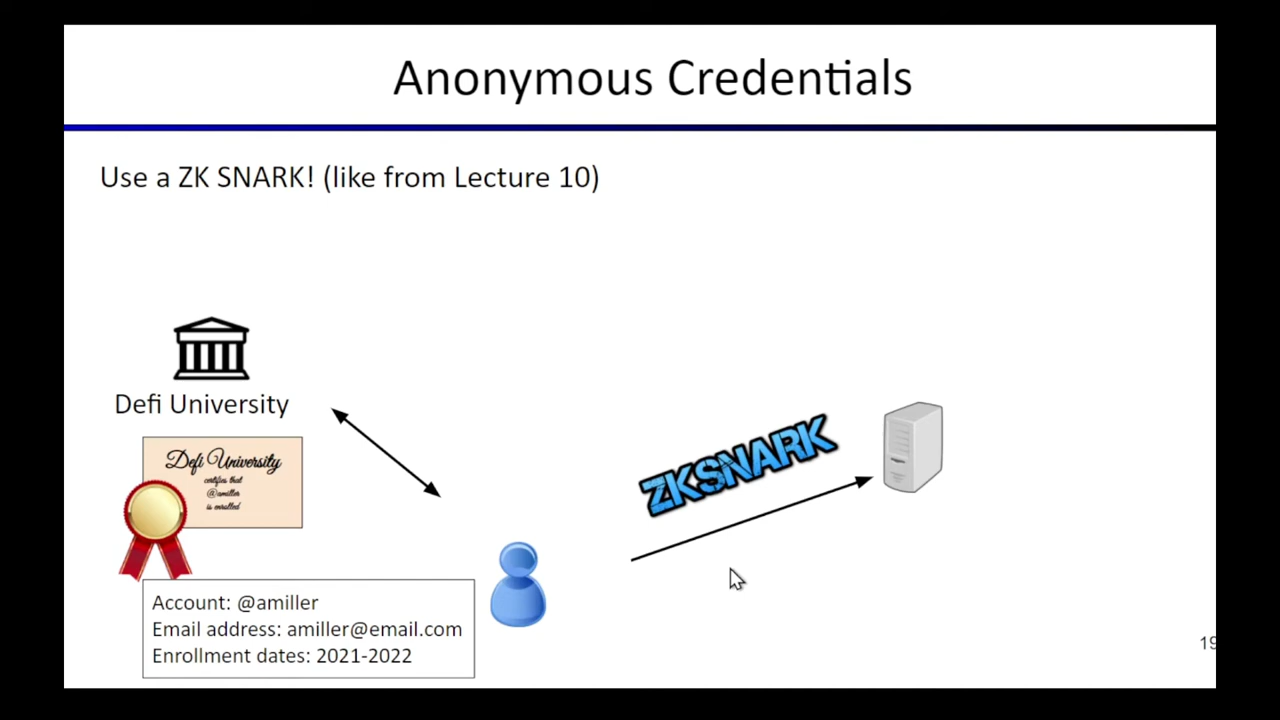 Anonymous Credentials
Use a ZK SNARK! (like from Lecture 10)
Defi University
Defi University
certifies that
@amiller
is enrolled
ZKSNARK
Account: @amiller
Email address: amiller@email.com
Enrollment dates: 2021-2022
19